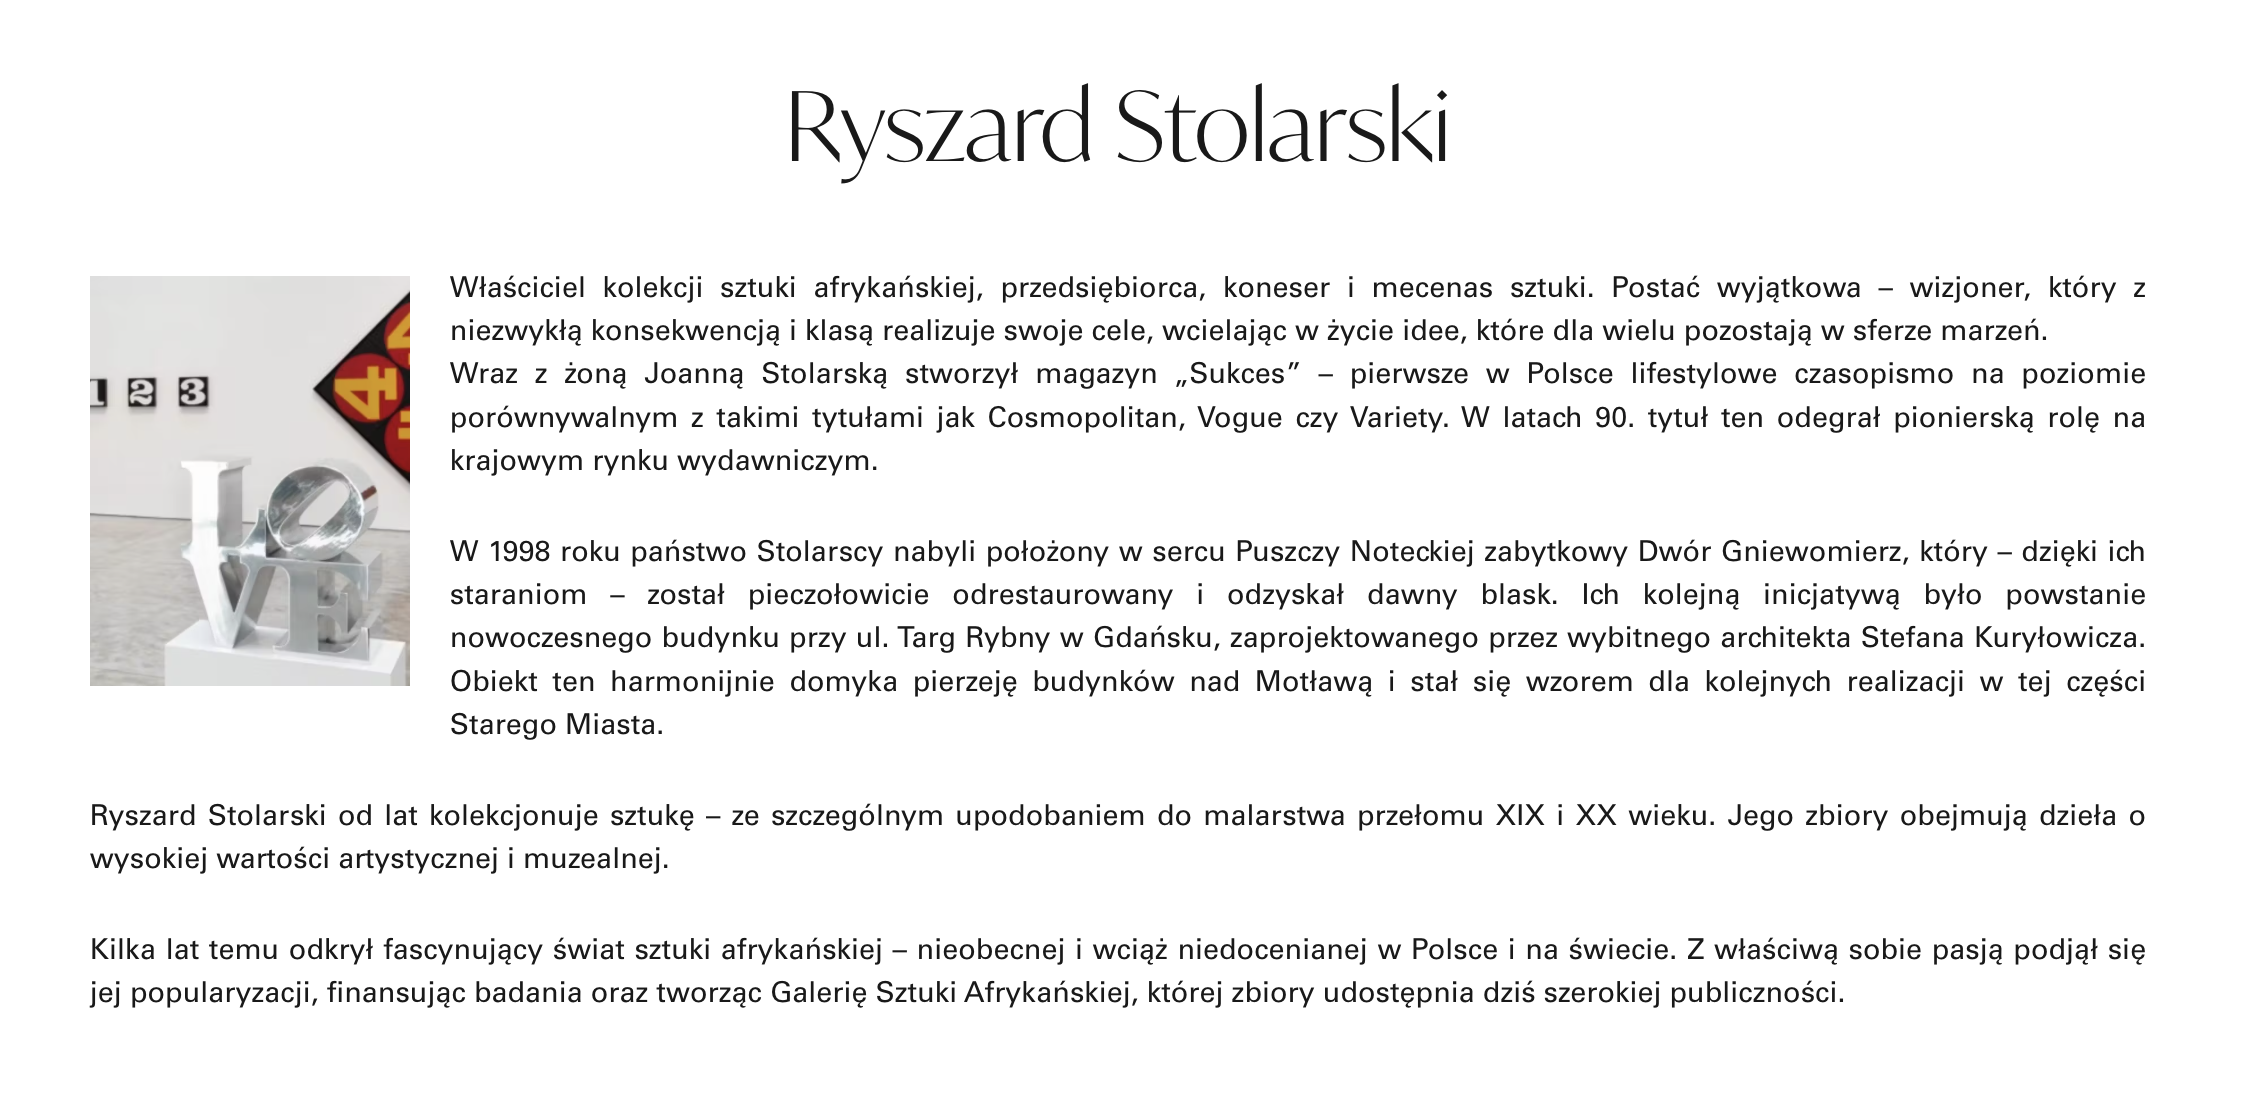 Ryszard Stolarski
Właściciel kolekcji sztuki afrykańskiej, przedsiębiorca, koneser i mecenas sztuki. Postać wyjątkowa – wizjoner, który z
niezwykłą konsekwencją i klasą realizuje swoje cele, wcielając w życie idee, które dla wielu pozostają w sferze marzeń.
Wraz z żoną Joanną Stolarską stworzył magazyn „Sukces” – pierwsze w Polsce lifestylowe czasopismo na poziomie
porównywalnym z takimi tytułami jak Cosmopolitan, Vogue czy Variety. W latach 90. tytuł ten odegrał pionierską rolę na
krajowym rynku wydawniczym.
1 2 3
4
LO
VE
W 1998 roku państwo Stolarscy nabyli położony w sercu Puszczy Noteckiej zabytkowy Dwór Gniewomierz, który – dzięki ich
staraniom – został pieczołowicie odrestaurowany i odzyskał dawny blask. Ich kolejną inicjatywą było powstanie
nowoczesnego budynku przy ul. Targ Rybny w Gdańsku, zaprojektowanego przez wybitnego architekta Stefana Kuryłowicza.
Obiekt ten harmonijnie domyka pierzeję budynków nad Motławą i stał się wzorem dla kolejnych realizacji w tej części
Starego Miasta.
Ryszard Stolarski od lat kolekcjonuje sztukę – ze szczególnym upodobaniem do malarstwa przełomu XIX i XX wieku. Jego zbiory obejmują dzieła o
wysokiej wartości artystycznej i muzealnej.
Kilka lat temu odkrył fascynujący świat sztuki afrykańskiej – nieobecnej i wciąż niedocenianej w Polsce i na świecie. Z właściwą sobie pasją podjął się
jej popularyzacji, finansując badania oraz tworząc Galerię Sztuki Afrykańskiej, której zbiory udostępnia dziś szerokiej publiczności.